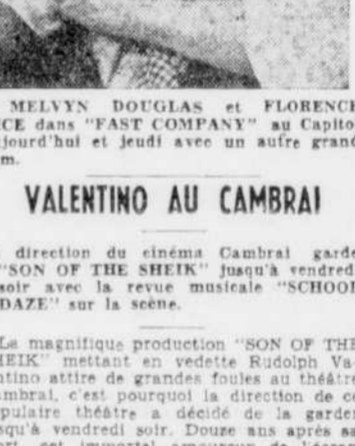 MELVYN DOUGLAS et FLORENCE
CE dans "FAST COMPANY" au Capitol
jourd'hui et jeudi avec un autre grand
m.
VALENTINO AU CAMBRAI
direction du cinéma Cambrai garde
"SON OF THE SHEIK" jusqu'à vendredi
soir avec la revue musicale "SCHOOL
DAZE" sur la scène.
La magnifique production "SON OF THE
HEIK" mettant en vedette Rudolph Va-
ntino attire de grandes foules au théâtre
ambrai, c'est pourquoi la direction de ce
pulaire théâtre a décidé de la garder
squ'à vendredi soir. Douze ans après sa